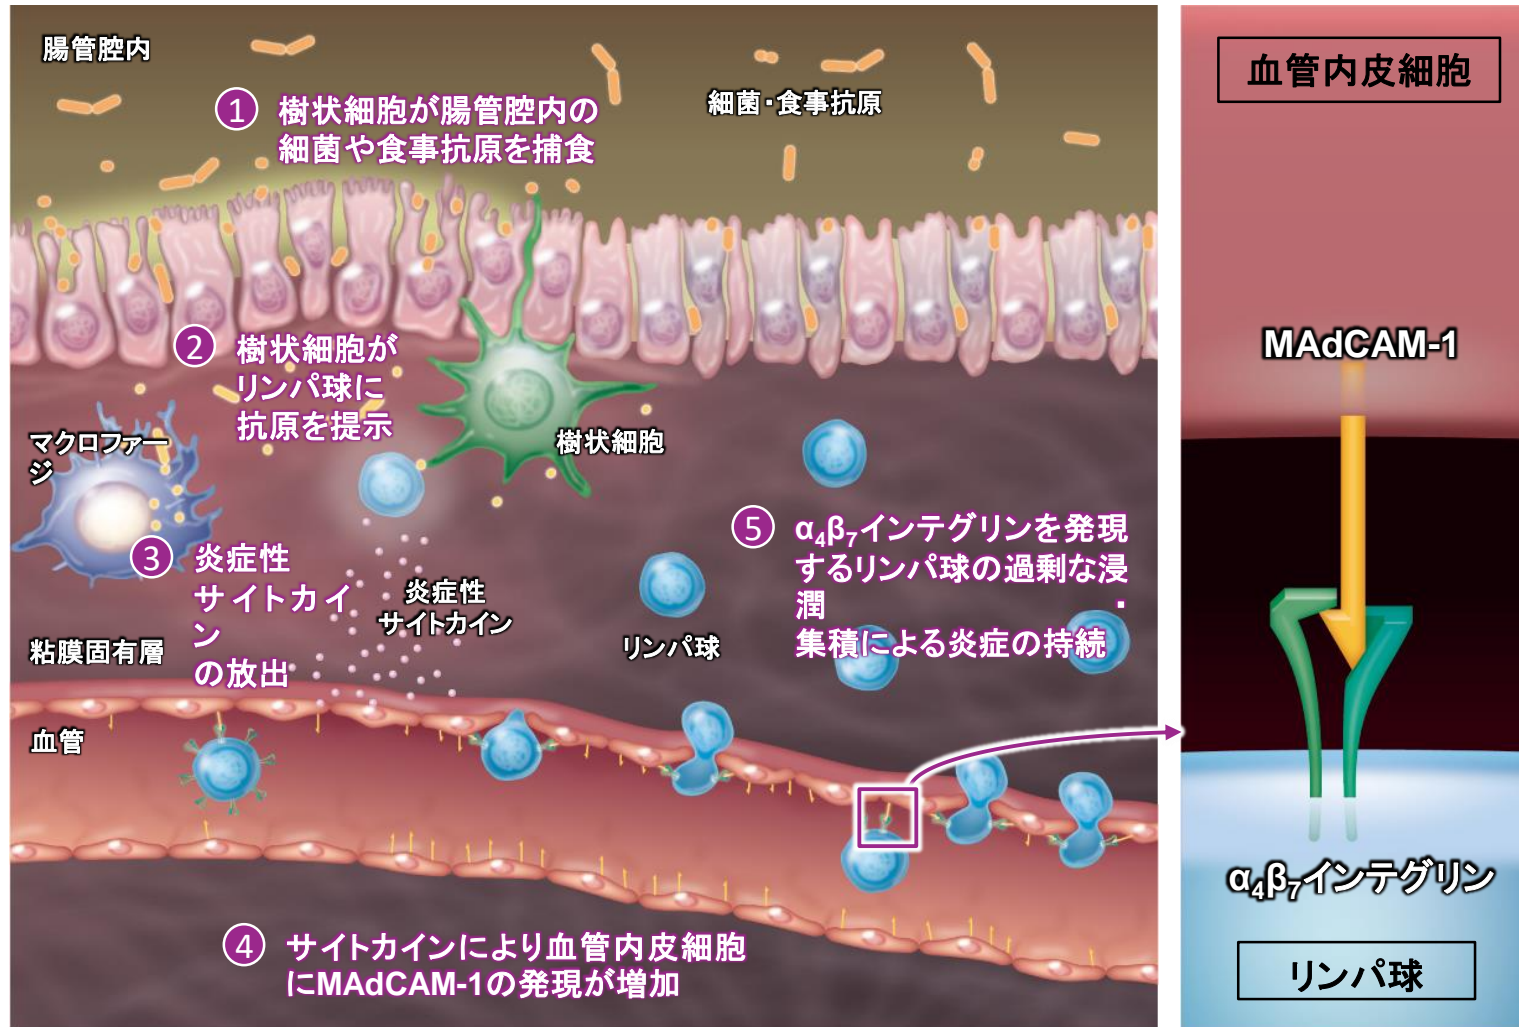 腸管腔内
① 樹状細胞が腸管腔内の
細菌や食事抗原を捕食
細菌・食事抗原
② 樹状細胞が
リンパ球に
抗原を提示
マクロファー
ジ
樹状細胞
③ 炎症性
サイトカイ
ン
の放出
炎症性
サイトカイン
粘膜固有層
リンパ球
⑤ α₄β₇インテグリンを発現
するリンパ球の過剰な浸
潤・
集積による炎症の持続
血管
④ サイトカインにより血管内皮細胞
にMAdCAM-1の発現が増加
血管内皮細胞
MAdCAM-1
α₄β₇インテグリン
リンパ球